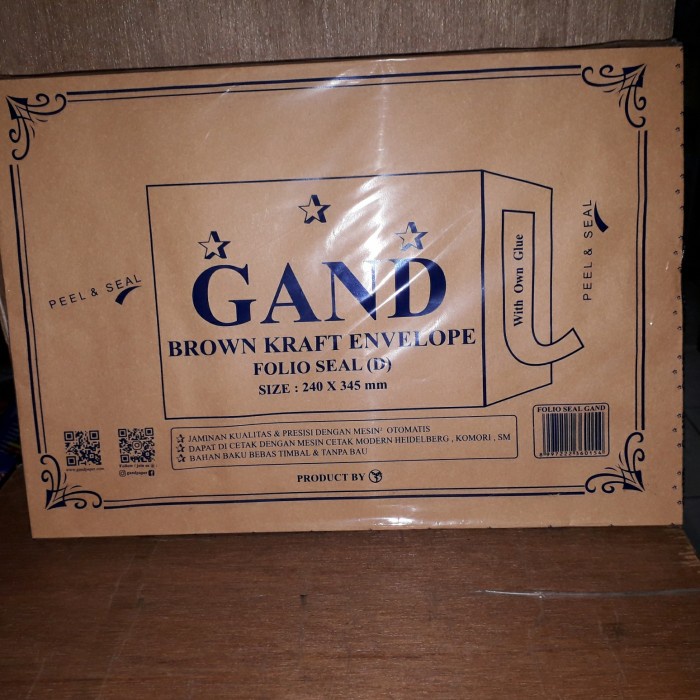 GAND
BROWN KRAFT ENVELOPE
FOLIO SEAL (D)
SIZE : 240 X 345 mm
With Own Glue
PEEL & SEAL
PEEL & SEAL
JAMINAN KUALITAS & PRESISI DENGAN MESIN² OTOMATIS
DAPAT DI CETAK DENGAN MESIN CETAK MODERN HEIDELBERG , KOMORI , SM
BAHAN BAKU BEBAS TIMBAL & TANPA BAU
FOLIO SEAL GAND
PRODUCT BY